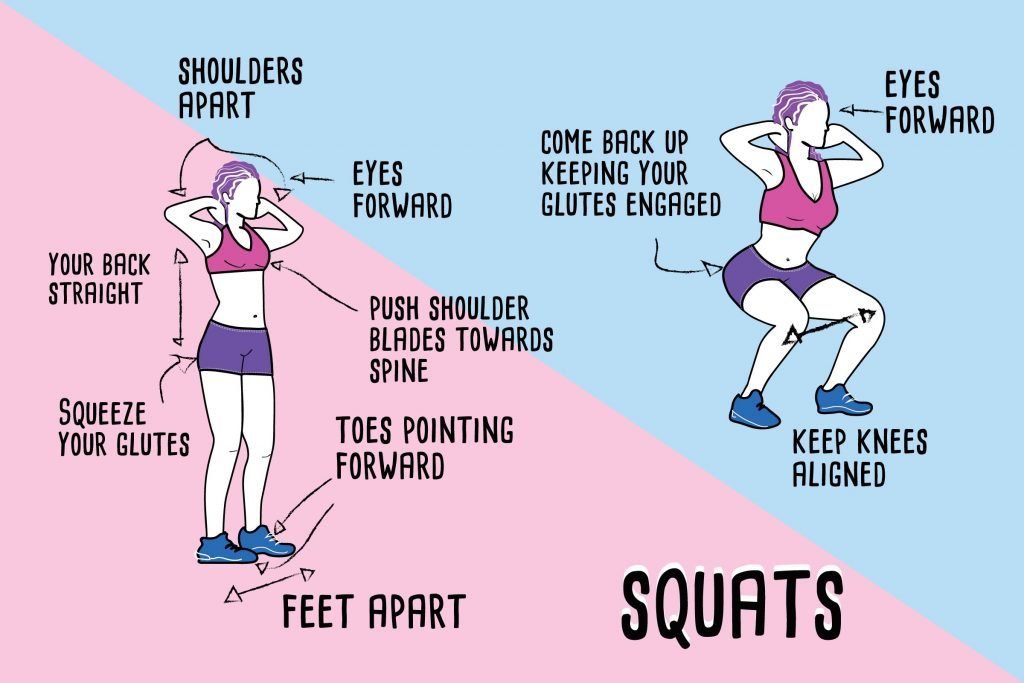 SHOULDERS
APART
EYES
FORWARD
YOUR BACK
STRAIGHT
PUSH SHOULDER
BLADES TOWARDS
SPINE
SQUEEZE
YOUR GLUTES
TOES POINTING
FORWARD
FEET APART
EYES
FORWARD
COME BACK UP
KEEPING YOUR
GLUTES ENGAGED
KEEP KNEES
ALIGNED
SQUATS